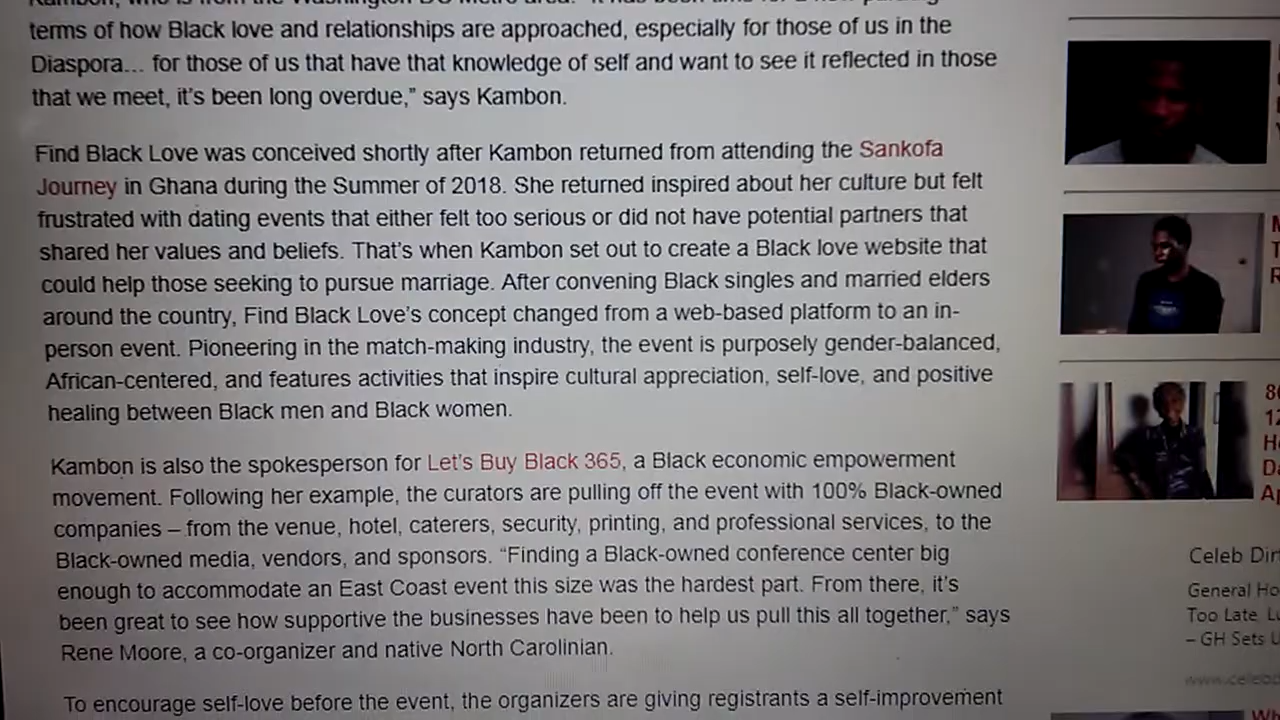 terms of how Black love and relationships are approached, especially for those of us in the
Diaspora… for those of us that have that knowledge of self and want to see it reflected in those
that we meet, it’s been long overdue,” says Kambon.
Find Black Love was conceived shortly after Kambon returned from attending the Sankofa
Journey in Ghana during the Summer of 2018. She returned inspired about her culture but felt
frustrated with dating events that either felt too serious or did not have potential partners that
shared her values and beliefs. That’s when Kambon set out to create a Black love website that
could help those seeking to pursue marriage. After convening Black singles and married elders
around the country, Find Black Love’s concept changed from a web-based platform to an in-
person event. Pioneering in the match-making industry, the event is purposely gender-balanced,
African-centered, and features activities that inspire cultural appreciation, self-love, and positive
healing between Black men and Black women.
Kambon is also the spokesperson for Let’s Buy Black 365, a Black economic empowerment
movement. Following her example, the curators are pulling off the event with 100% Black-owned
companies – from the venue, hotel, caterers, security, printing, and professional services, to the
Black-owned media, vendors, and sponsors. “Finding a Black-owned conference center big
enough to accommodate an East Coast event this size was the hardest part. From there, it’s
been great to see how supportive the businesses have been to help us pull this all together,” says
Rene Moore, a co-organizer and native North Carolinian.
To encourage self-love before the event, the organizers are giving registrants a self-improvement
Celeb Dir
General Ho
Too Late, Lu
– GH Sets U
www.celebd